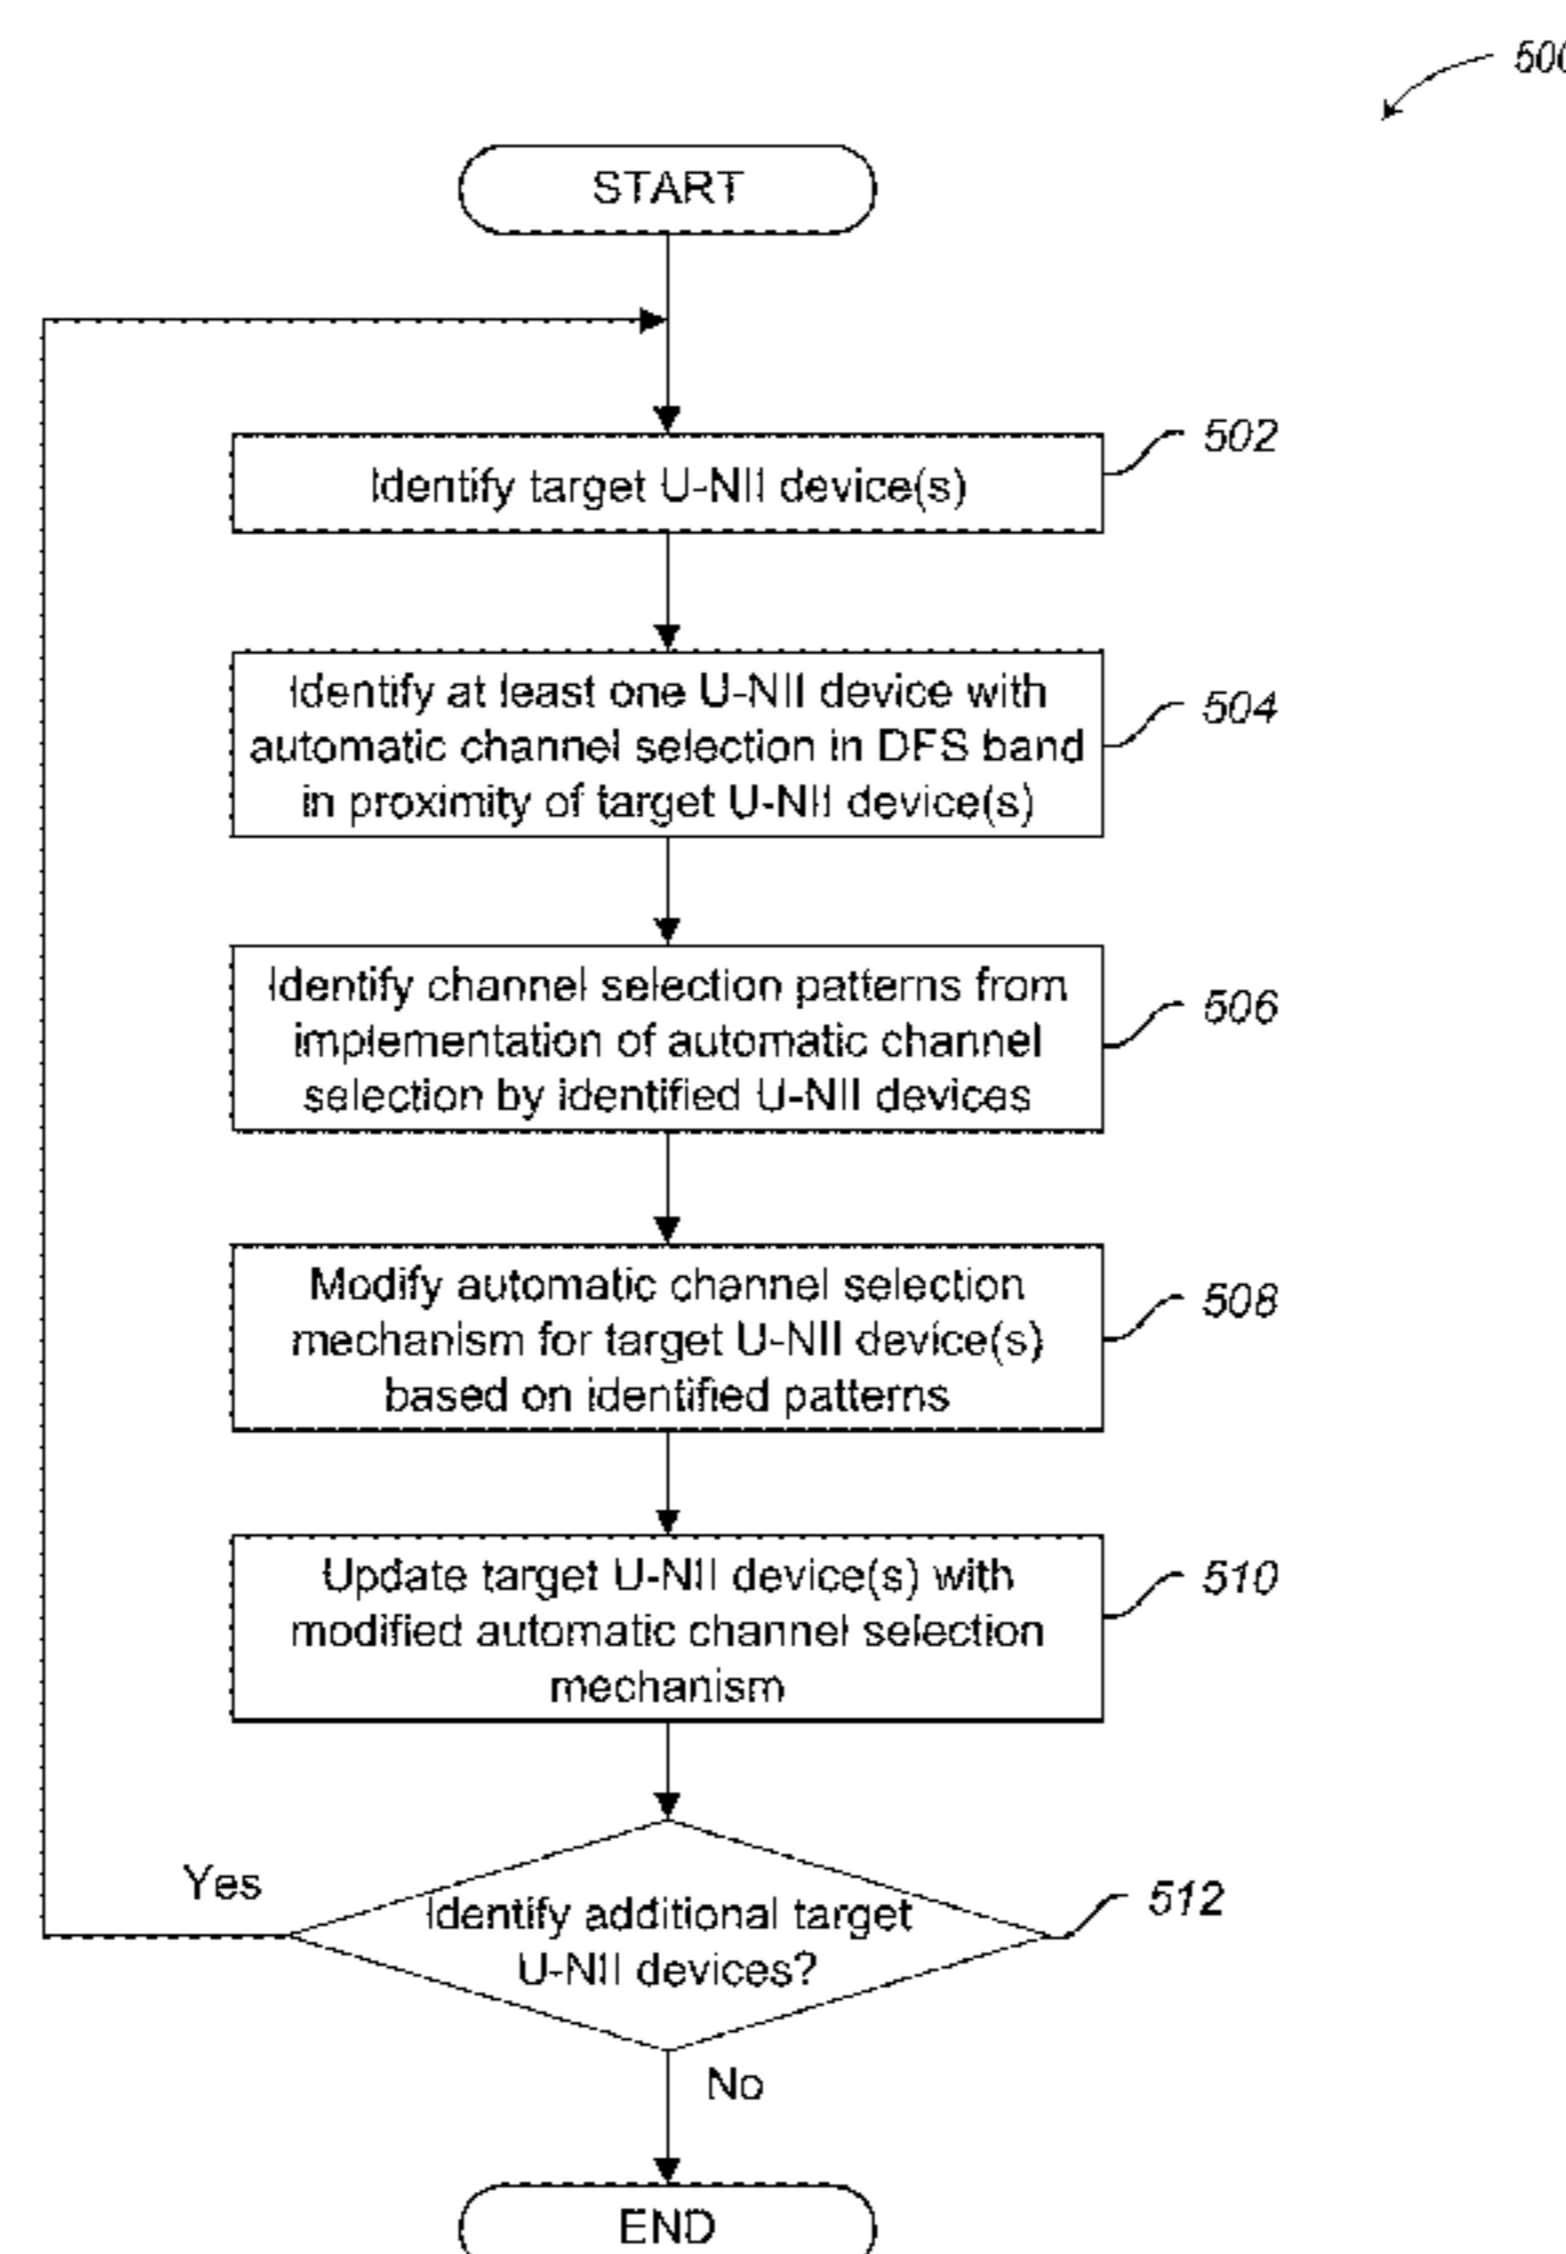 500
START
502
Identify target U-NII device(s)
Identify at least one U-NII device with
automatic channel selection in DFS band
in proximity of target U-NII device(s)
504
Identify channel selection patterns from
implementation of automatic channel
selection by identified U-NII devices
506
Modify automatic channel selection
mechanism for target U-NII device(s)
based on identified patterns
508
Update target U-NII device(s) with
modified automatic channel selection
mechanism
510
Yes
Identify additional target
U-NII devices?
512
No
END